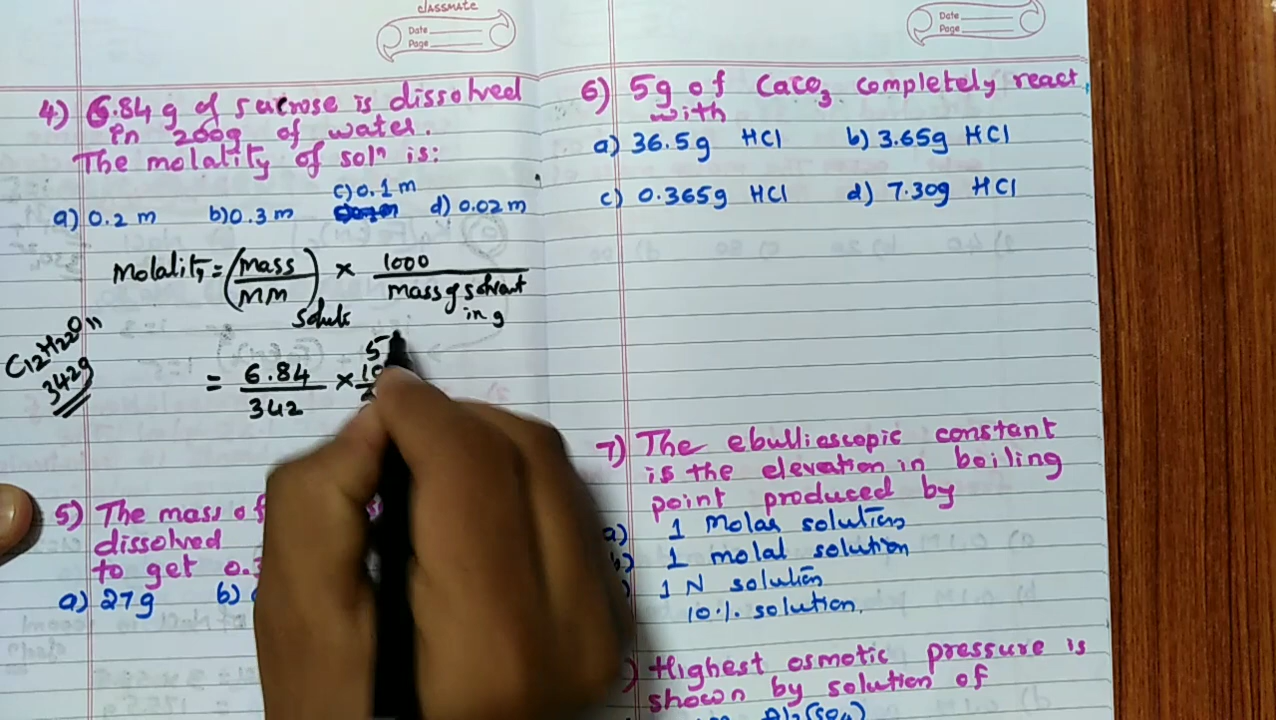 classmate
Date
Page
Date
Page
4) 6.84 g of sucrose is dissolved
in 200g of water.
The molality of solⁿ is:
c) 0.1 m
a) 0.2 m b) 0.3 m d) 0.02 m
Molality = (mass/MM) solute × 1000/mass of solvent in g
C12H22O11
342g
= 6.84/342 ×
5
5) The mass of
dissolved
to get 0.
a) 27g b)
6) 5g of CaCO3 completely react
with
a) 36.5g HCl b) 3.65g HCl
c) 0.365g HCl d) 7.30g HCl
7) The ebullioscopic constant
is the elevation in boiling
point produced by
a) 1 Molar solution
b) 1 molal solution
) 1 N solution
10% solution.
) Highest osmotic pressure is
shown by solution of
Al2(SO4)